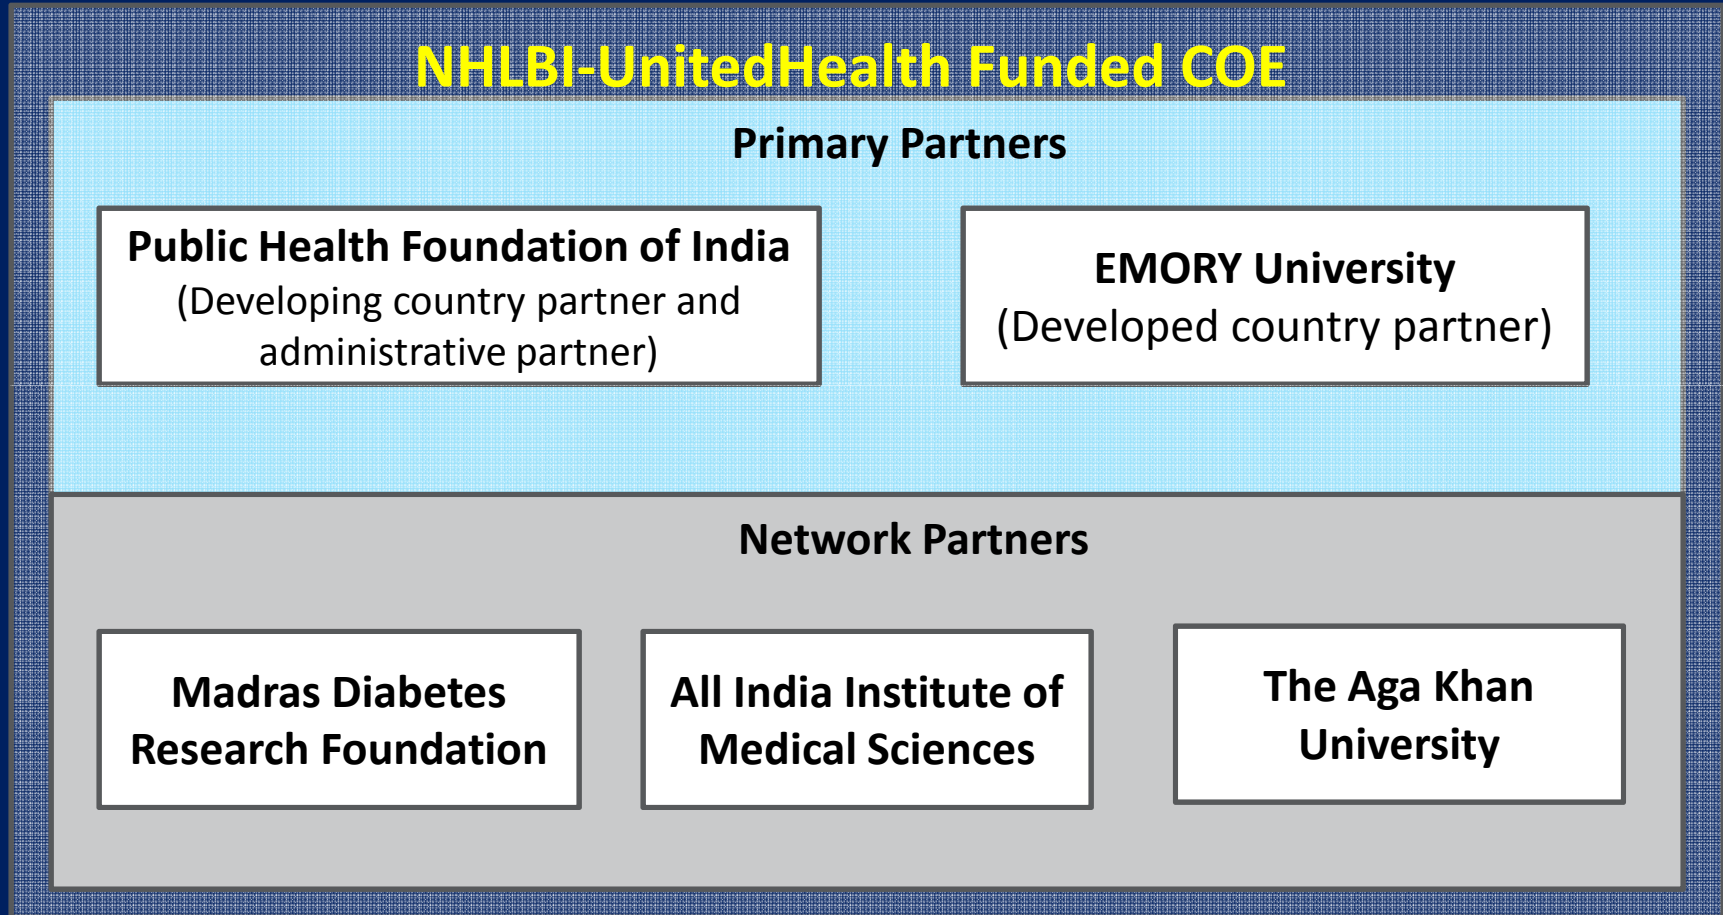 NHLBI-UnitedHealth Funded COE
Primary Partners
Public Health Foundation of India
(Developing country partner and
administrative partner)
EMORY University
(Developed country partner)
Network Partners
Madras Diabetes
Research Foundation
All India Institute of
Medical Sciences
The Aga Khan
University